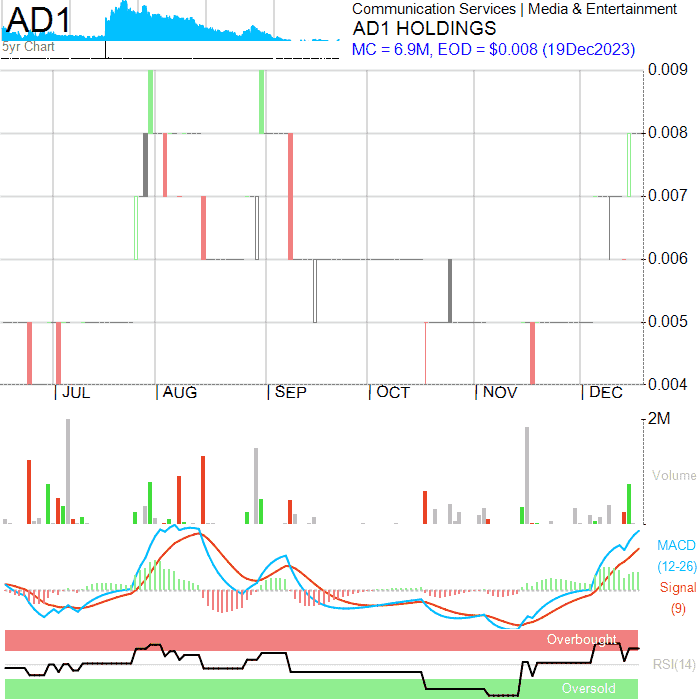 AD1
5yr Chart
Communication Services | Media & Entertainment
AD1 HOLDINGS
MC = 6.9M, EOD = $0.008 (19Dec2023)
0.009
0.008
0.007
0.006
0.005
0.004
JUL AUG SEP OCT NOV DEC
2M
Volume
MACD
(12-26)
Signal
(9)
Overbought
RSI(14)
Oversold